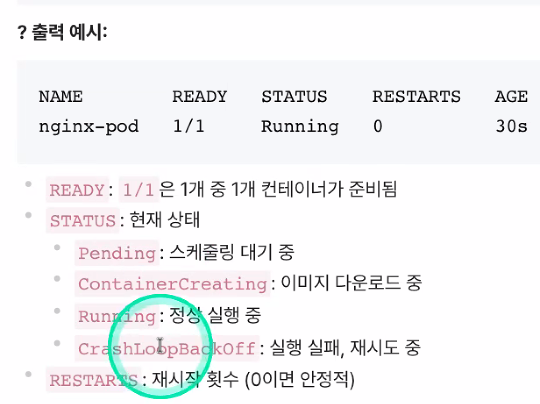 ? 출력 예시:
NAME READY STATUS RESTARTS AGE
nginx-pod 1/1 Running 0 30s
READY: 1/1은 1개 중 1개 컨테이너가 준비됨
STATUS: 현재 상태
Pending: 스케줄링 대기 중
ContainerCreating: 이미지 다운로드 중
Running: 정상 실행 중
CrashLoopBackOff: 실행 실패, 재시도 중
RESTARTS: 재시작 횟수 (0이면 안정적)